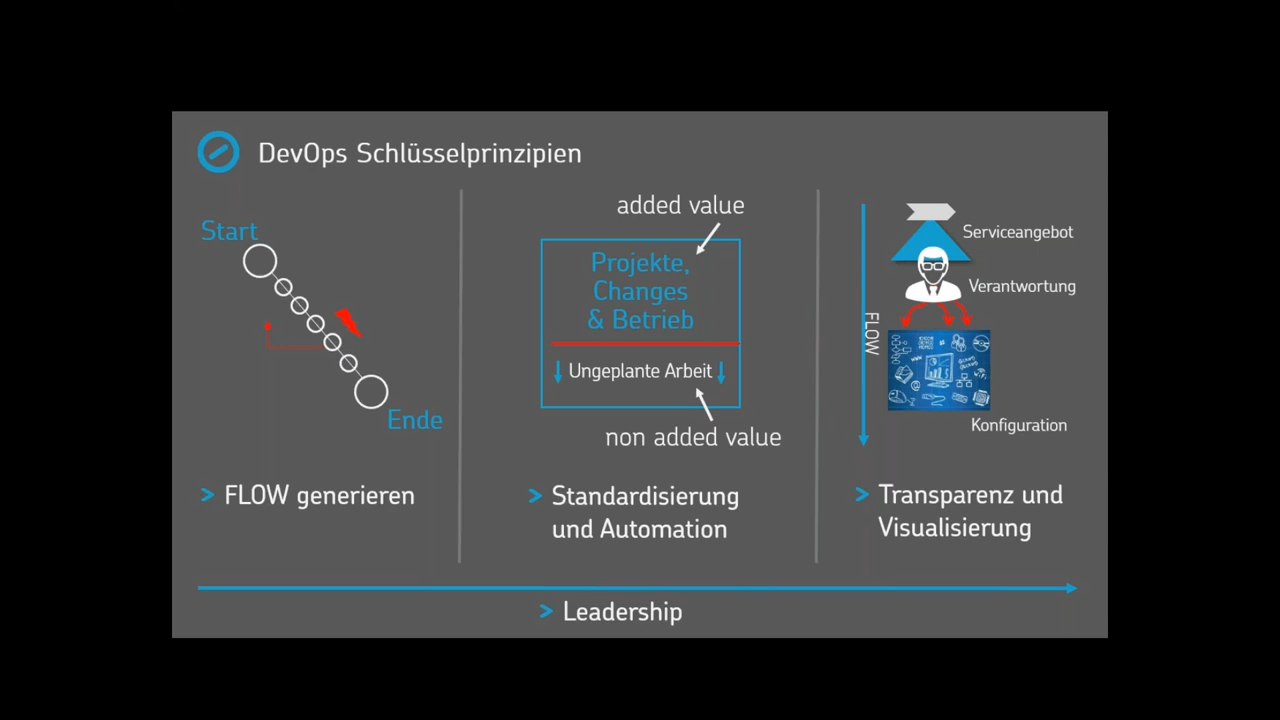 DevOps Schlüsselprinzipien
Start
Ende
> FLOW generieren
added value
Projekte,
Changes
& Betrieb
Ungeplante Arbeit
non added value
> Standardisierung
und Automation
FLOW
Serviceangebot
Verantwortung
Konfiguration
> Transparenz und
Visualisierung
> Leadership